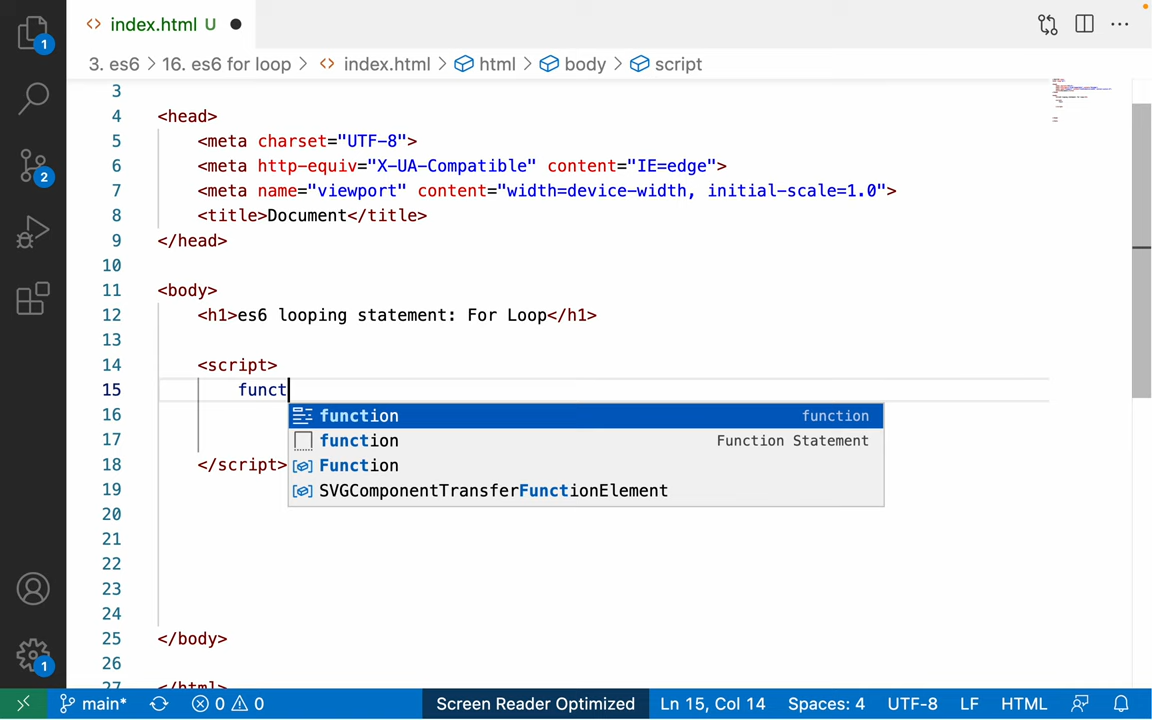 index.html U
3. es6 > 16. es6 for loop > index.html > html > body > script
3
4 <head>
5 <meta charset="UTF-8">
6 <meta http-equiv="X-UA-Compatible" content="IE=edge">
7 <meta name="viewport" content="width=device-width, initial-scale=1.0">
8 <title>Document</title>
9 </head>
10
11 <body>
12 <h1>es6 looping statement: For Loop</h1>
13
14 <script>
15 funct
16 function function
function Function Statement
17
Function
18 </script>
SVGComponentTransferFunctionElement
19
20
21
22
23
24
25 </body>
26
27 </html>
1
2
1
main* 0 0 Screen Reader Optimized Ln 15, Col 14 Spaces: 4 UTF-8 LF HTML